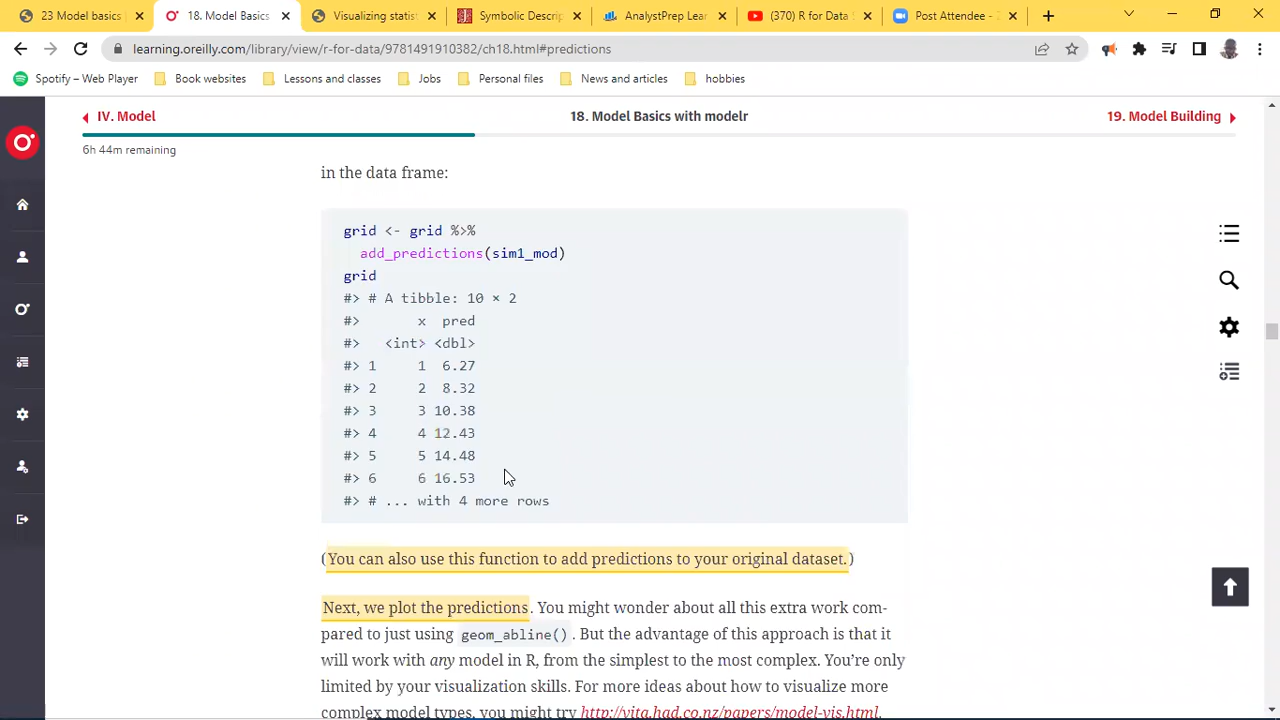 23 Model basics |
18. Model Basics
Visualizing statis
Symbolic Descrip
AnalystPrep Lear
(370) R for Data S
Post Attendee - Z
learning.oreilly.com/library/view/r-for-data/9781491910382/ch18.html#predictions
Spotify – Web Player
Book websites
Lessons and classes
Jobs
Personal files
News and articles
hobbies
IV. Model
18. Model Basics with modelr
19. Model Building
6h 44m remaining
in the data frame:
grid <- grid %>%
add_predictions(sim1_mod)
grid
#> # A tibble: 10 × 2
#> x pred
#> <int> <dbl>
#> 1 1 6.27
#> 2 2 8.32
#> 3 3 10.38
#> 4 4 12.43
#> 5 5 14.48
#> 6 6 16.53
#> # ... with 4 more rows
(You can also use this function to add predictions to your original dataset.)
Next, we plot the predictions. You might wonder about all this extra work com-
pared to just using geom_abline(). But the advantage of this approach is that it
will work with any model in R, from the simplest to the most complex. You’re only
limited by your visualization skills. For more ideas about how to visualize more
complex model types, you might try http://vita.had.co.nz/papers/model-vis.html.